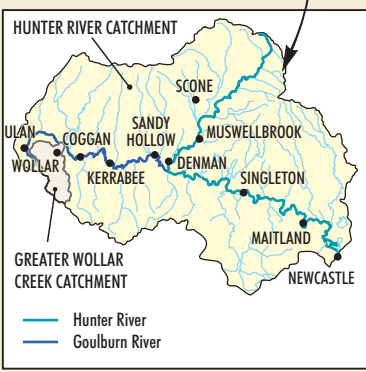 HUNTER RIVER CATCHMENT
SCONE
ULAN
COGGAN
SANDY
HOLLOW
MUSWELLBROOK
WOLLAR
DENMAN
KERRABEE
SINGLETON
MAITLAND
GREATER WOLLAR
CREEK CATCHMENT
NEWCASTLE
Hunter River
Goulburn River